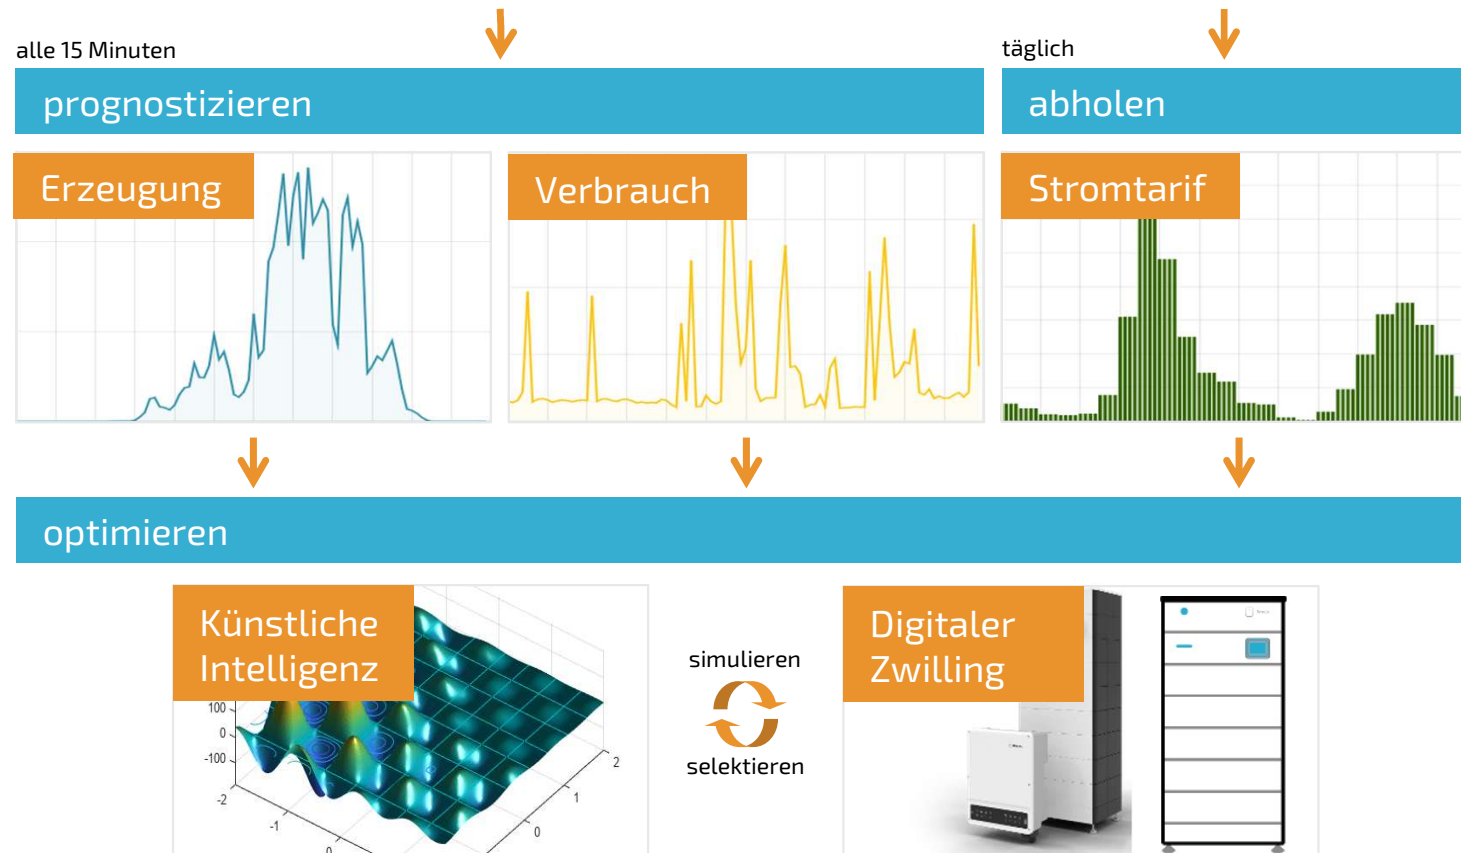 alle 15 Minuten
täglich
prognostizieren
abholen
Erzeugung
Verbrauch
Stromtarif
optimieren
Künstliche
Intelligenz
simulieren
selektieren
Digitaler
Zwilling
100
0
-100
-2
-1
0
2
1
0